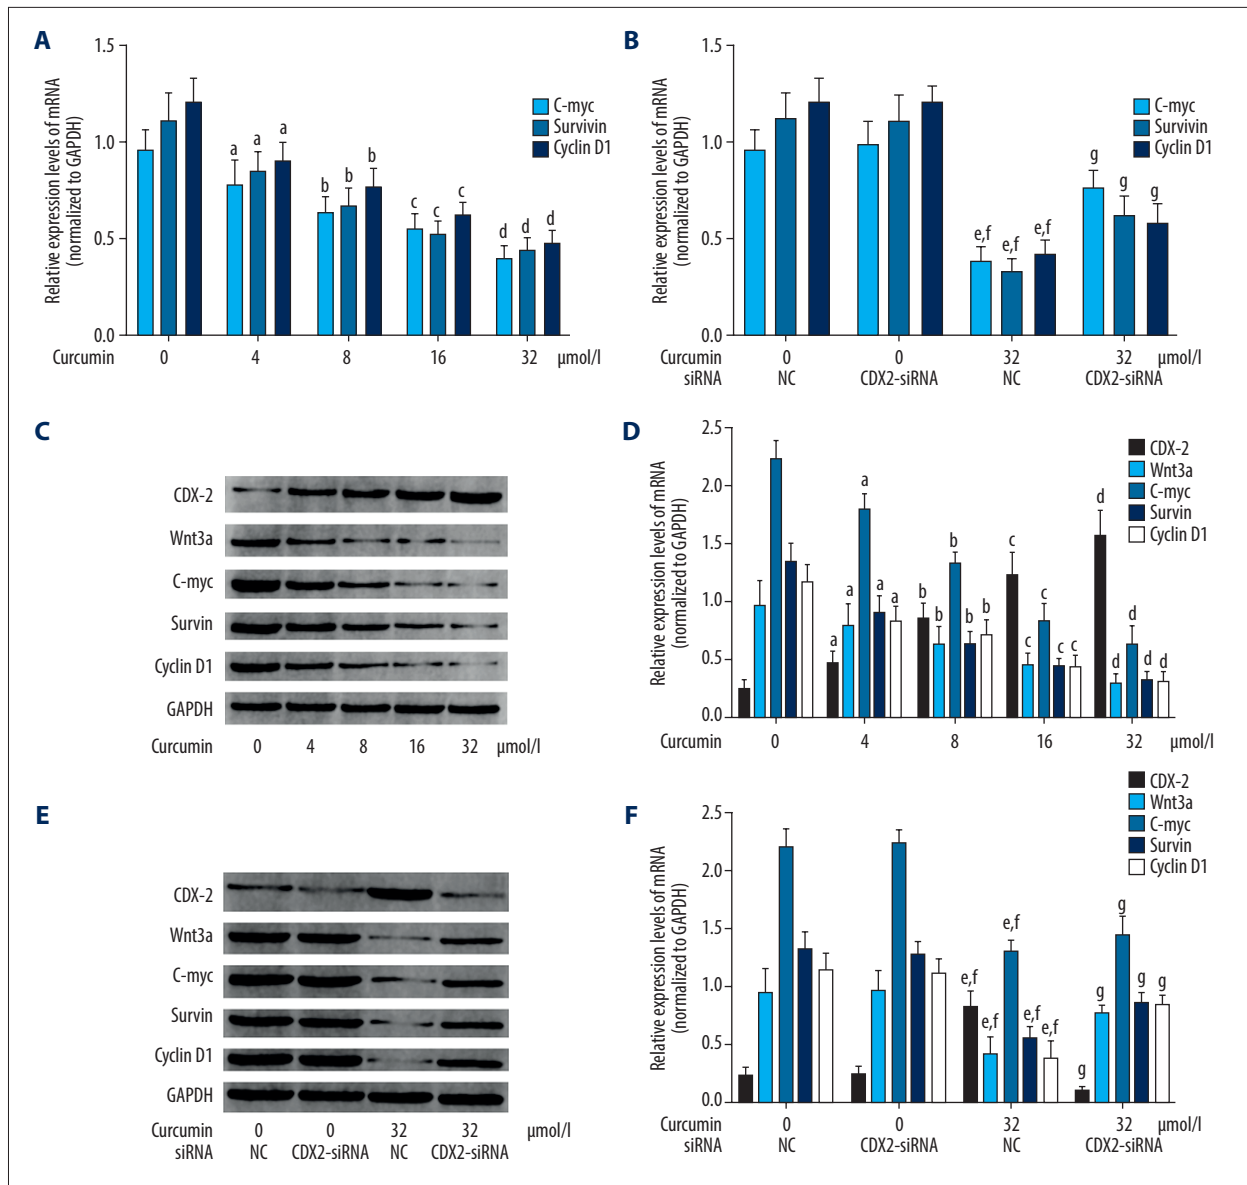 A
Relative expression levels of mRNA
(normalized to GAPDH)
1.5
1.0
0.5
0.0
C-myc
Survivin
Cyclin D1
a a a
b b b
c c c
d d d
Curcumin 0 4 8 16 32 µmol/l
B
Relative expression levels of mRNA
(normalized to GAPDH)
1.5
1.0
0.5
0.0
C-myc
Survivin
Cyclin D1
e,f e,f e,f
g g g
Curcumin 0 0 32 32 µmol/l
siRNA NC CDX2-siRNA NC CDX2-siRNA
C
CDX-2
Wnt3a
C-myc
Survin
Cyclin D1
GAPDH
Curcumin 0 4 8 16 32 µmol/l
D
Relative expression levels of mRNA
(normalized to GAPDH)
2.5
2.0
1.5
1.0
0.5
0.0
CDX-2
Wnt3a
C-myc
Survin
Cyclin D1
a a a a a
b b b b b
c c c c c
d d d d d
Curcumin 0 4 8 16 32 µmol/l
E
CDX-2
Wnt3a
C-myc
Survin
Cyclin D1
GAPDH
Curcumin 0 0 32 32 µmol/l
siRNA NC CDX2-siRNA NC CDX2-siRNA
F
Relative expression levels of mRNA
(normalized to GAPDH)
2.5
2.0
1.5
1.0
0.5
0.0
CDX-2
Wnt3a
C-myc
Survin
Cyclin D1
e,f e,f e,f e,f e,f
g g g g g
Curcumin 0 0 32 32 µmol/l
siRNA NC CDX2-siRNA NC CDX2-siRNA